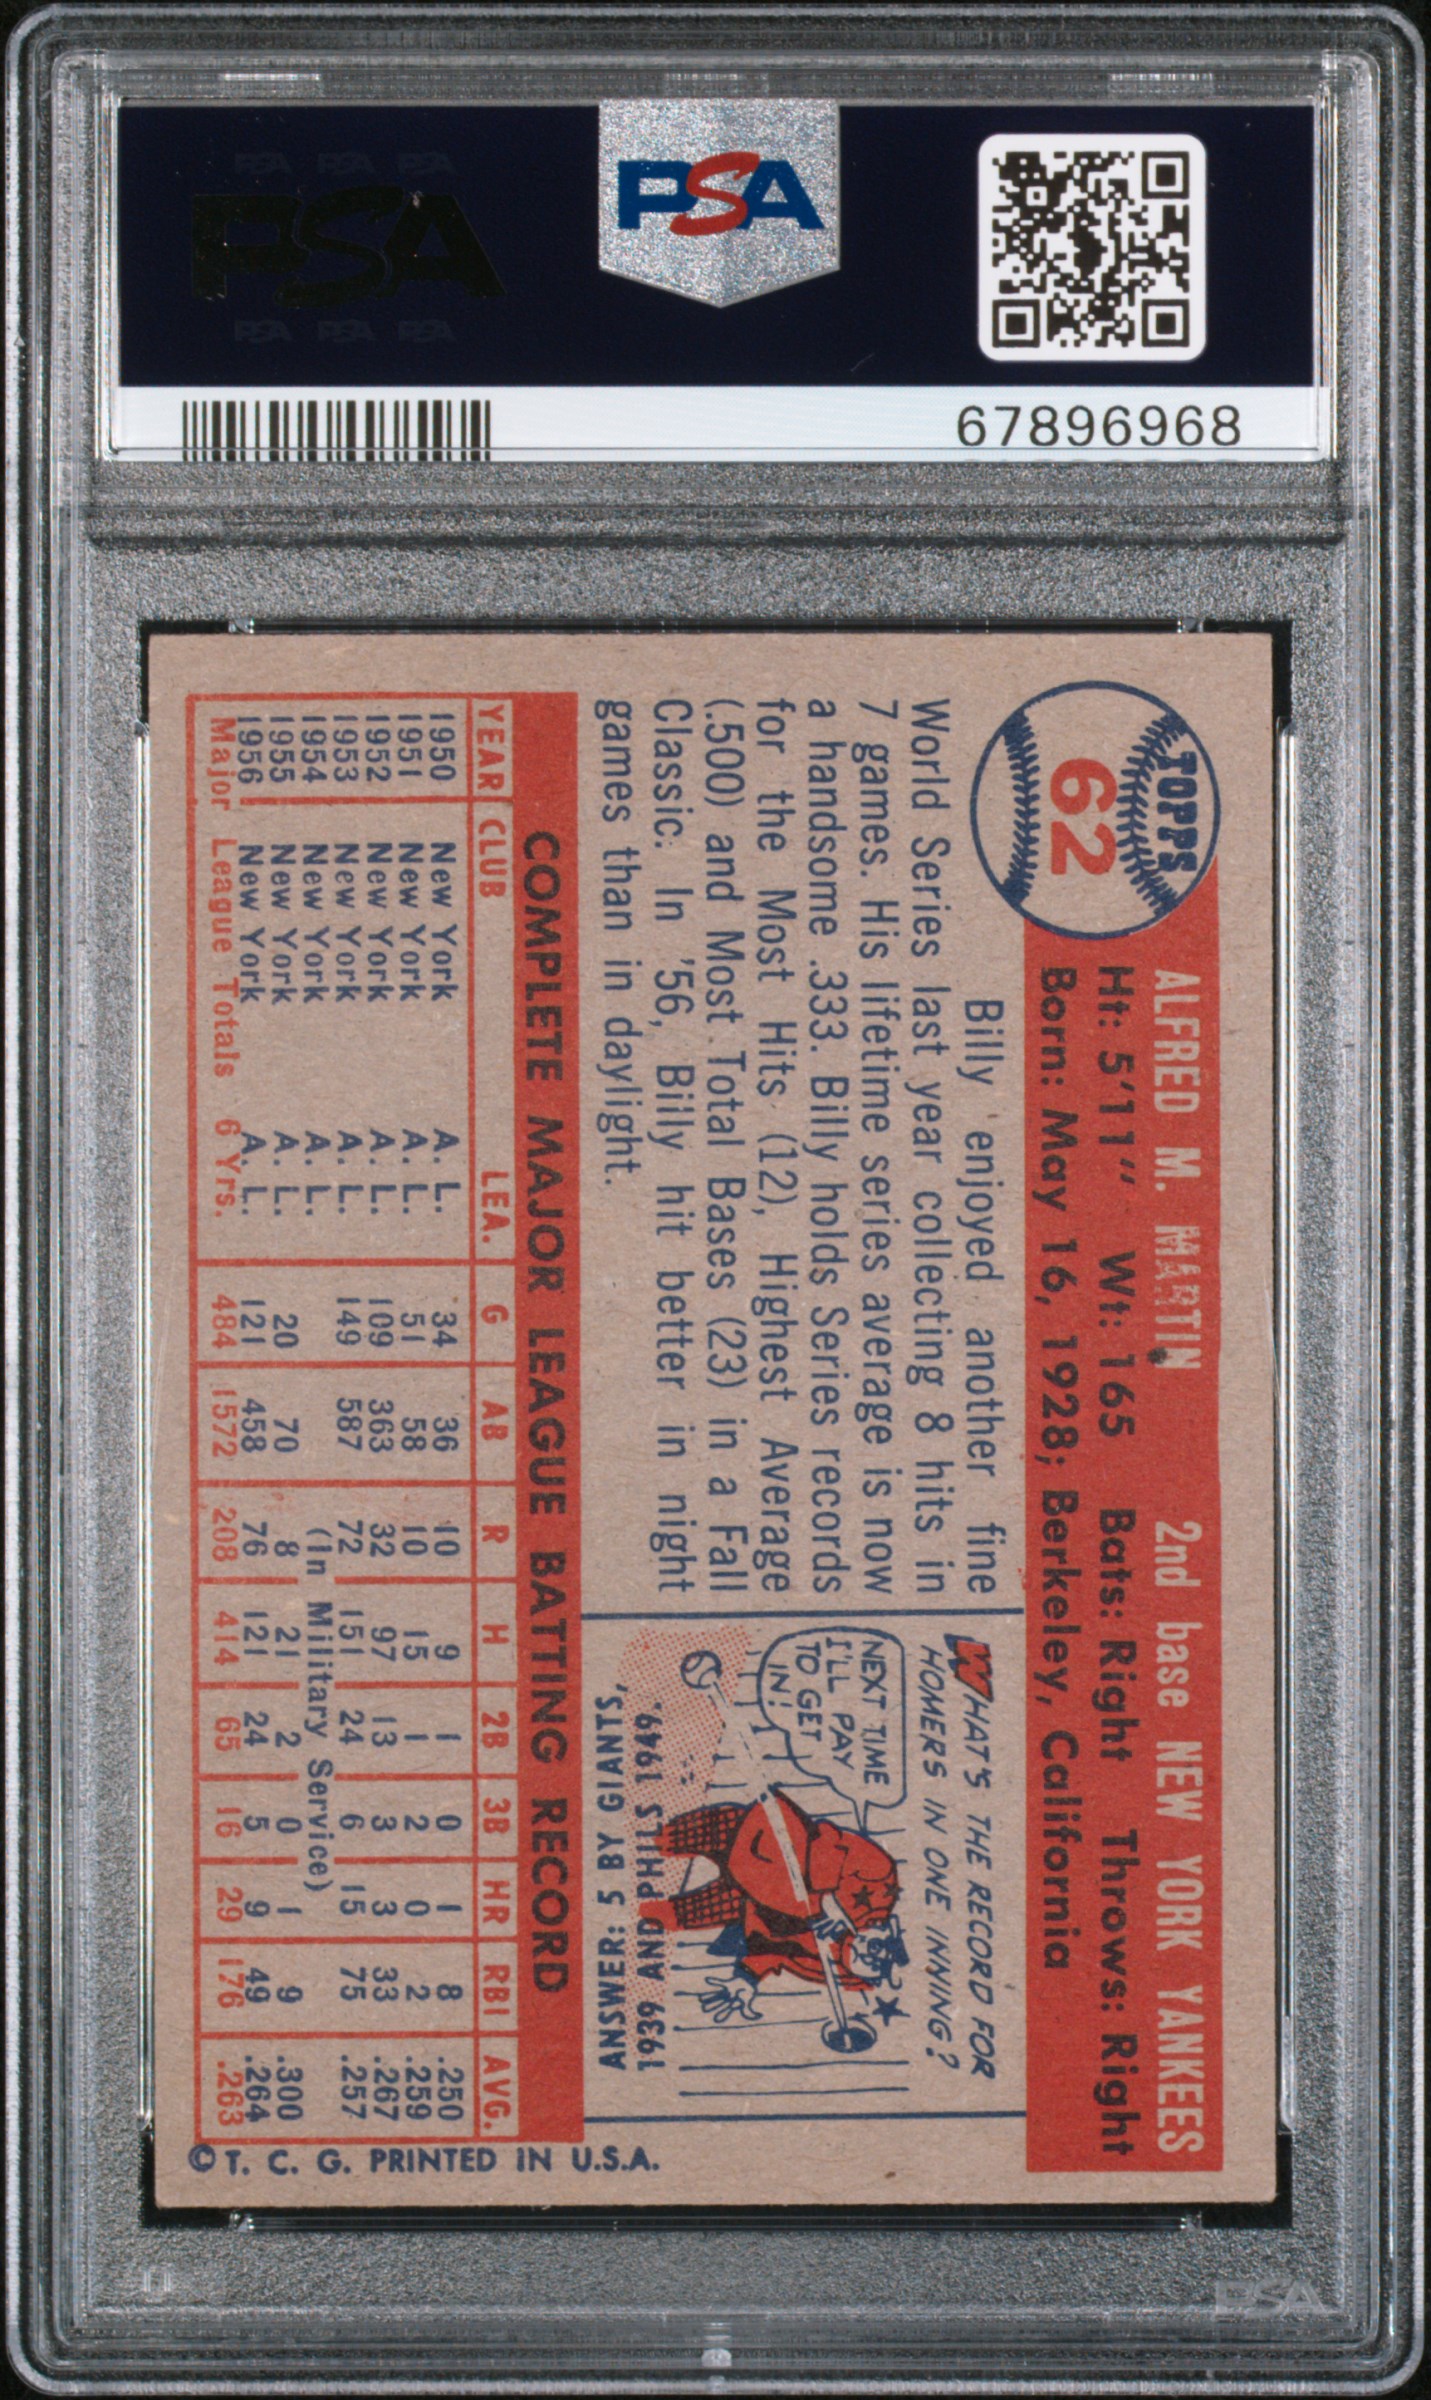 PSA PSA PSA
PSA
PSA PSA PSA
PSA
67896968
TOPPS
62
ALFRED M. MARTIN 2nd base NEW YORK YANKEES
Ht: 5'11" Wt: 165 Bats: Right Throws: Right
Born: May 16, 1928; Berkeley, California
Billy enjoyed another fine
World Series last year collecting 8 hits in
7 games. His lifetime series average is now
a handsome .333. Billy holds Series records
for the Most Hits (12), Highest Average
(.500) and Most Total Bases (23) in a Fall
Classic. In '56, Billy hit better in night
games than in daylight.
WHAT'S THE RECORD FOR
HOMERS IN ONE INNING?
NEXT TIME
I'LL PAY
TO GET
IN!
ANSWER: 5 BY GIANTS,
1939 AND PHILS 1949.
COMPLETE MAJOR LEAGUE BATTING RECORD
YEAR CLUB LEA. G AB R H 2B 3B HR RBI AVG.
1950 New York A. L. 34 36 10 9 1 0 1 8 .250
1951 New York A. L. 51 58 10 15 1 2 0 2 .259
1952 New York A. L. 109 363 32 97 13 3 3 33 .267
1953 New York A. L. 149 587 72 151 24 6 15 75 .257
1954 New York A. L. (In Military Service)
1955 New York A. L. 20 70 8 21 2 0 1 9 .300
1956 New York A. L. 121 458 76 121 24 5 9 49 .264
Major League Totals 6 Yrs. 484 1572 208 414 65 16 29 176 .263
© T. C. G. PRINTED IN U.S.A.
PSA